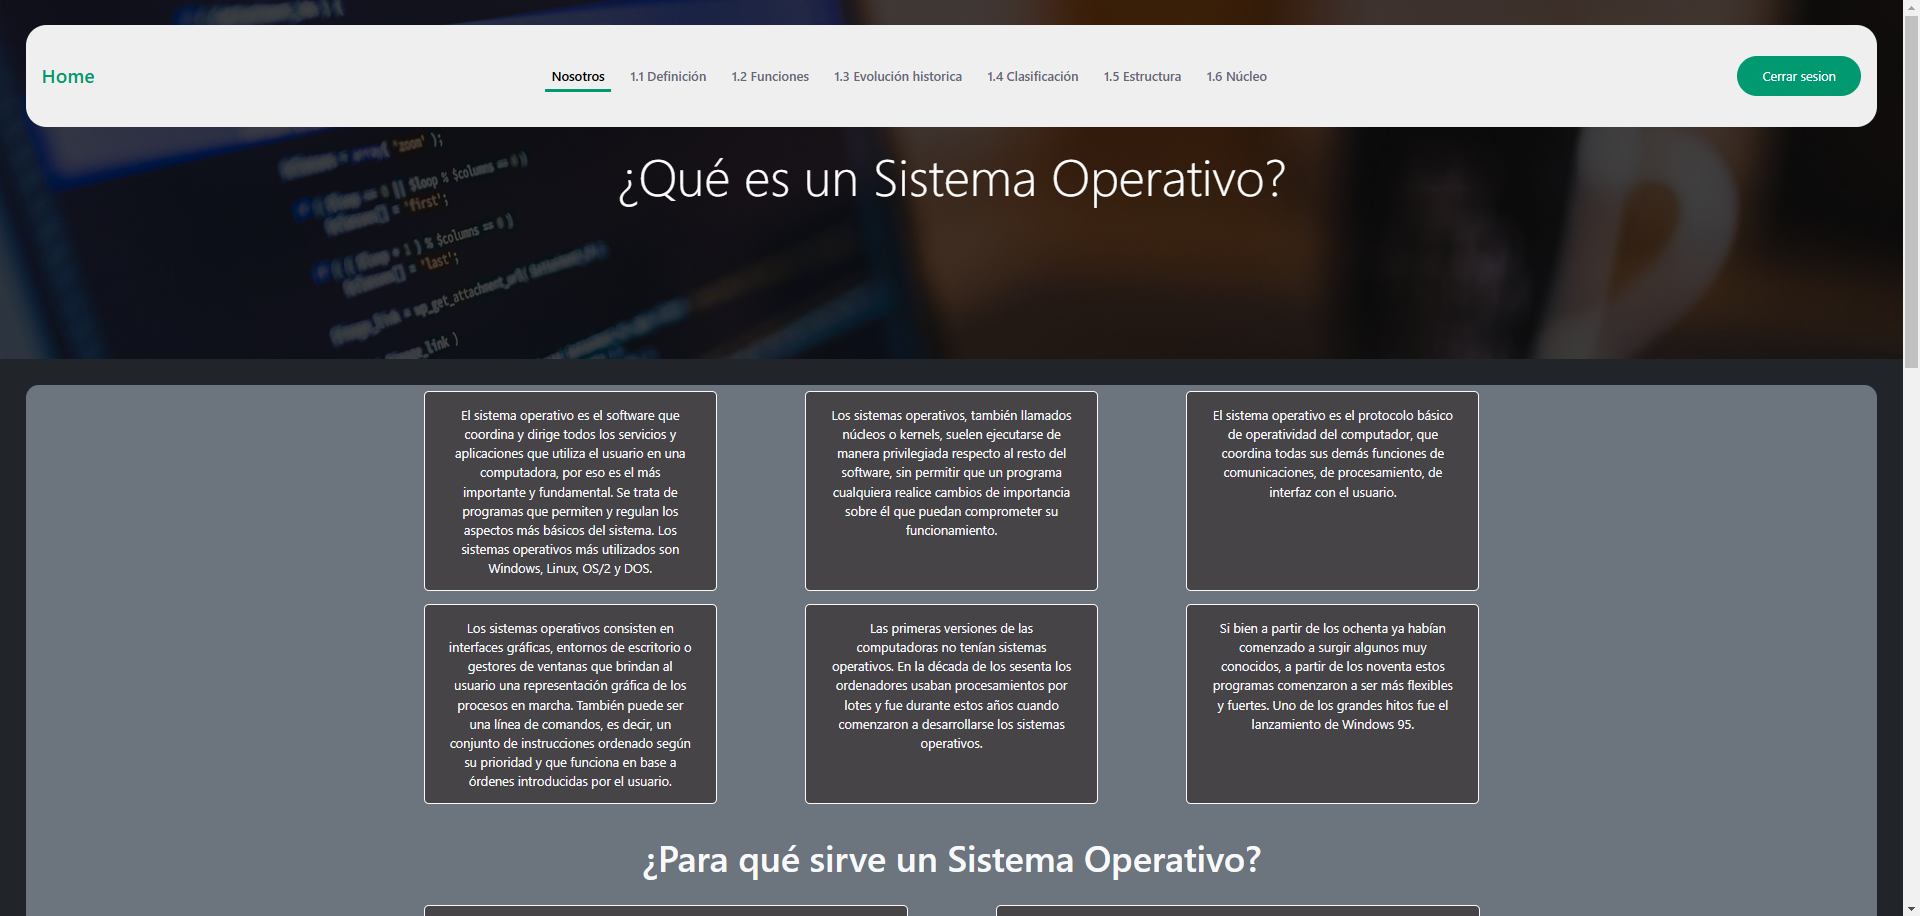 Home
Nosotros
1.1 Definición
1.2 Funciones
1.3 Evolución historica
1.4 Clasificación
1.5 Estructura
1.6 Núcleo
Cerrar sesion
= array( 'zoom' );
$loop % $columns == 0 )
= 'first';
+ 1 ) % $columns == 0 )
= 'last';
= wp_get_attachment_url(
_link )
¿Qué es un Sistema Operativo?
El sistema operativo es el software que
coordina y dirige todos los servicios y
aplicaciones que utiliza el usuario en una
computadora, por eso es el más
importante y fundamental. Se trata de
programas que permiten y regulan los
aspectos más básicos del sistema. Los
sistemas operativos más utilizados son
Windows, Linux, OS/2 y DOS.
Los sistemas operativos, también llamados
núcleos o kernels, suelen ejecutarse de
manera privilegiada respecto al resto del
software, sin permitir que un programa
cualquiera realice cambios de importancia
sobre él que puedan comprometer su
funcionamiento.
El sistema operativo es el protocolo básico
de operatividad del computador, que
coordina todas sus demás funciones de
comunicaciones, de procesamiento, de
interfaz con el usuario.
Los sistemas operativos consisten en
interfaces gráficas, entornos de escritorio o
gestores de ventanas que brindan al
usuario una representación gráfica de los
procesos en marcha. También puede ser
una línea de comandos, es decir, un
conjunto de instrucciones ordenado según
su prioridad y que funciona en base a
órdenes introducidas por el usuario.
Las primeras versiones de las
computadoras no tenían sistemas
operativos. En la década de los sesenta los
ordenadores usaban procesamientos por
lotes y fue durante estos años cuando
comenzaron a desarrollarse los sistemas
operativos.
Si bien a partir de los ochenta ya habían
comenzado a surgir algunos muy
conocidos, a partir de los noventa estos
programas comenzaron a ser más flexibles
y fuertes. Uno de los grandes hitos fue el
lanzamiento de Windows 95.
¿Para qué sirve un Sistema Operativo?